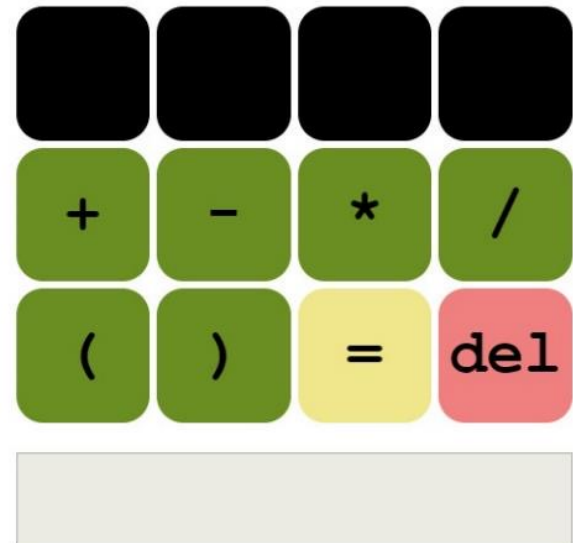 + - * /
( ) = del